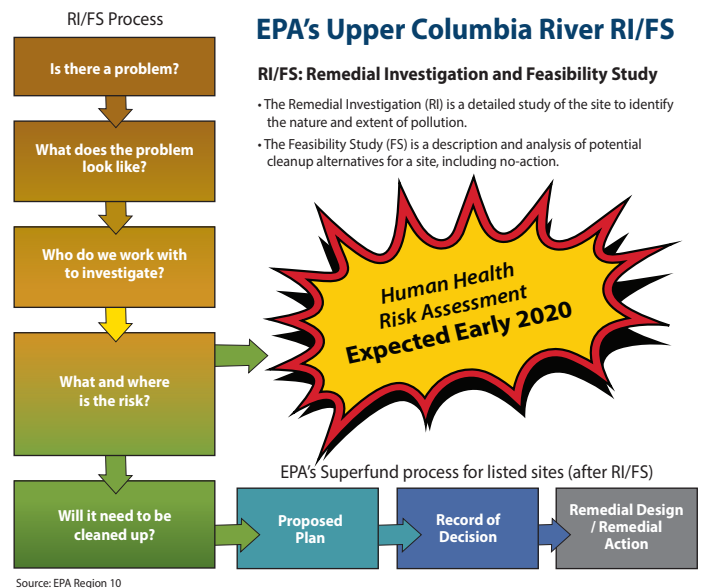 RI/FS Process
Is there a problem?
What does the problem
look like?
Who do we work with
to investigate?
What and where
is the risk?
Will it need to be
cleaned up?
EPA’s Upper Columbia River RI/FS
RI/FS: Remedial Investigation and Feasibility Study
• The Remedial Investigation (RI) is a detailed study of the site to identify
the nature and extent of pollution.
• The Feasibility Study (FS) is a description and analysis of potential
cleanup alternatives for a site, including no-action.
Human Health
Risk Assessment
Expected Early 2020
EPA’s Superfund process for listed sites (after RI/FS)
Proposed
Plan
Record of
Decision
Remedial Design
/ Remedial
Action
Source: EPA Region 10